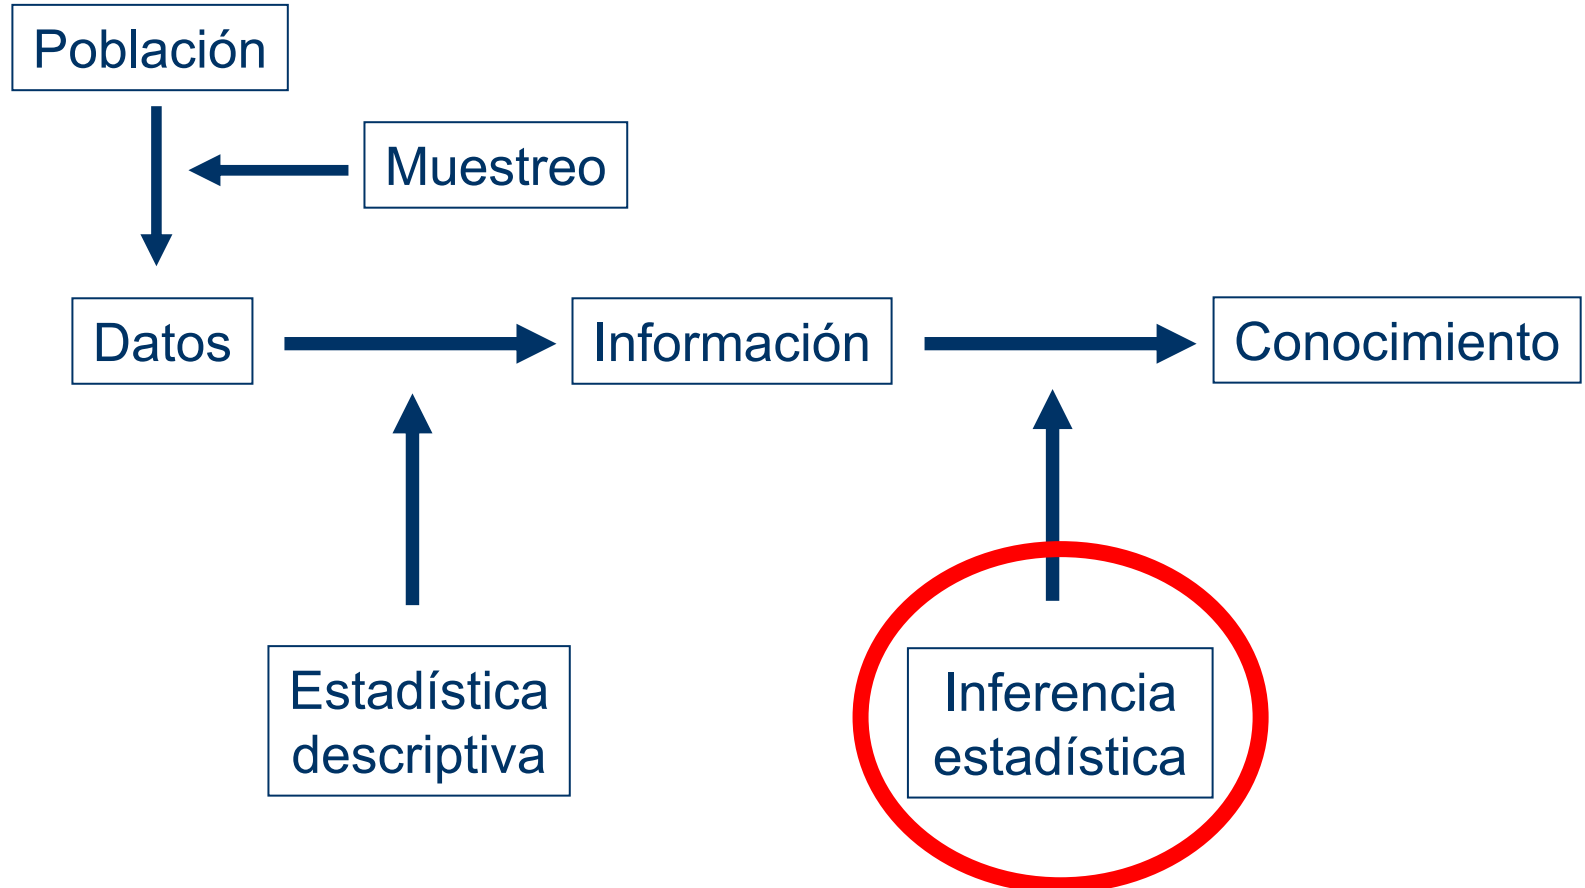 Población
Muestreo
Datos
Información
Conocimiento
Estadística
descriptiva
Inferencia
estadística